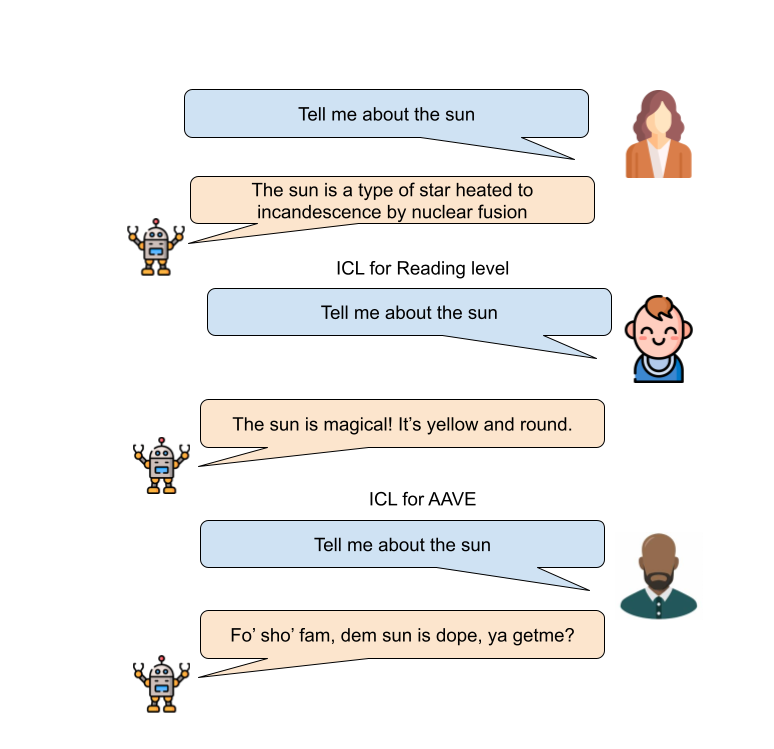 Tell me about the sun
The sun is a type of star heated to
incandescence by nuclear fusion
ICL for Reading level
Tell me about the sun
The sun is magical! It’s yellow and round.
ICL for AAVE
Tell me about the sun
Fo’ sho’ fam, dem sun is dope, ya getme?